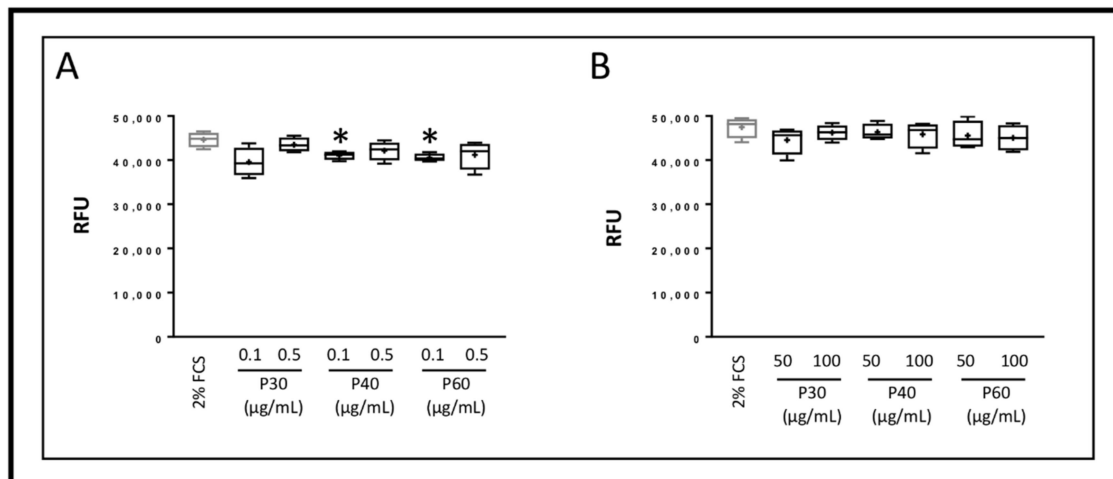 A
50,000
40,000
30,000
20,000
10,000
0
RFU
* *
2% FCS
0.1 0.5 0.1 0.5 0.1 0.5
P30 P40 P60
(µg/mL) (µg/mL) (µg/mL)
B
50,000
40,000
30,000
20,000
10,000
0
RFU
2% FCS
50 100 50 100 50 100
P30 P40 P60
(µg/mL) (µg/mL) (µg/mL)